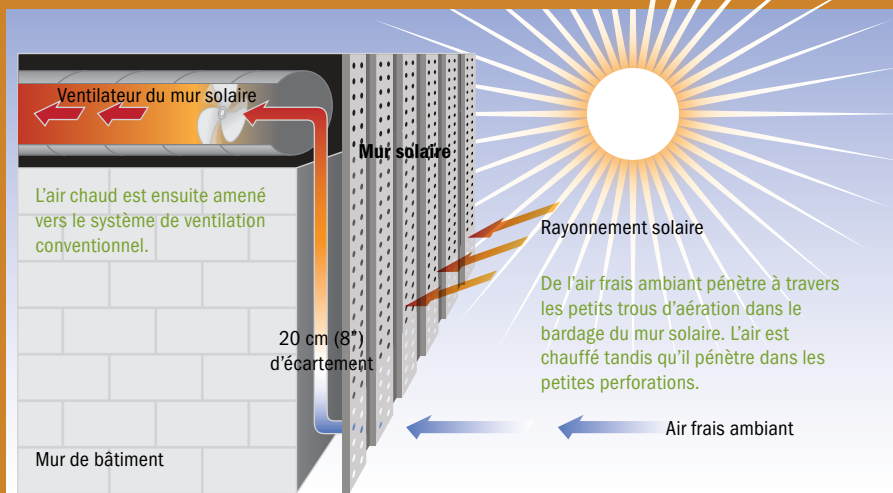 Ventilateur du mur solaire
Mur solaire
L'air chaud est ensuite amené
vers le système de ventilation
conventionnel.
Rayonnement solaire
De l'air frais ambiant pénètre à travers
les petits trous d'aération dans le
bardage du mur solaire. L'air est
chauffé tandis qu'il pénètre dans les
petites perforations.
20 cm (8")
d'écartement
Air frais ambiant
Mur de bâtiment